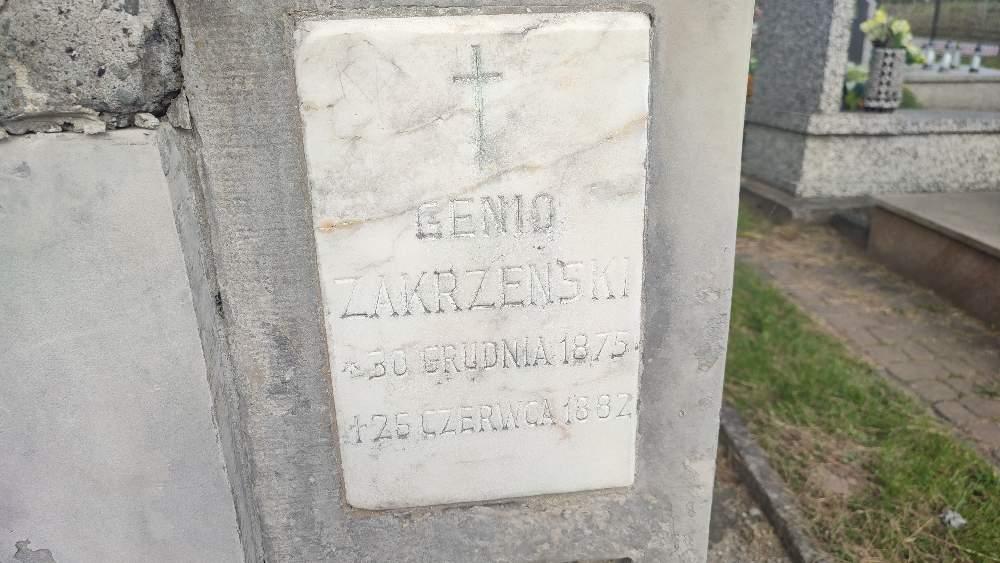 GENIO
ZAKRZEŃSKI
* 30 GRUDNIA 1875.
† 25 CZERWCA 1882